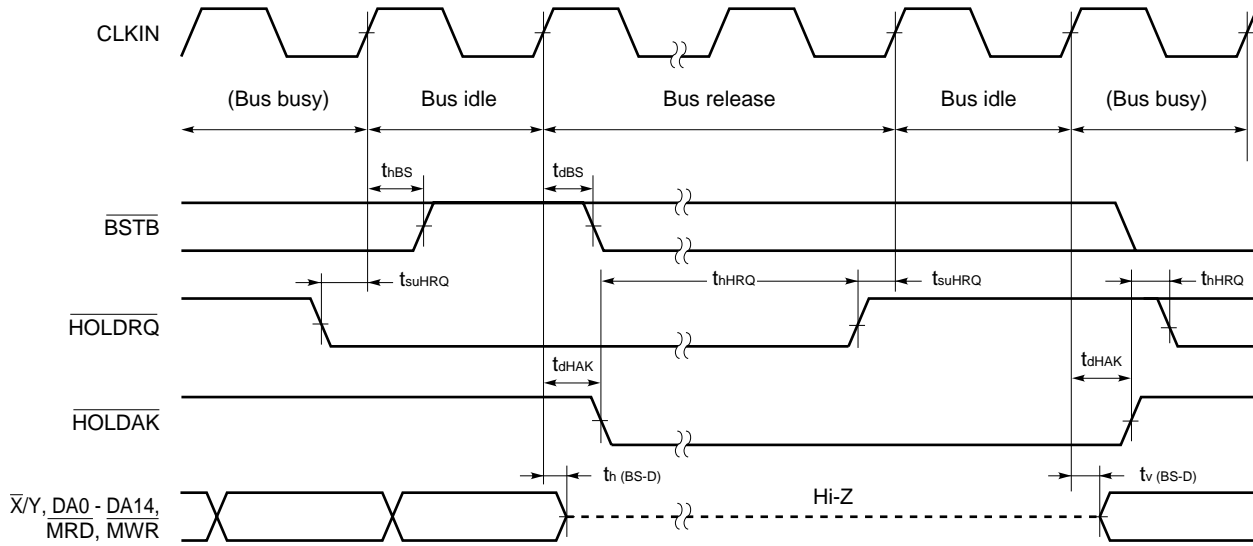 CLKIN
(Bus busy) Bus idle Bus release Bus idle (Bus busy)
thBS tdBS
BSTB
tsuHRQ thHRQ tsuHRQ thHRQ
HOLDRQ
tdHAK tdHAK
HOLDAK
th (BS-D) Hi-Z tv (BS-D)
X̅/Y, DA0 - DA14,
MRD, MWR